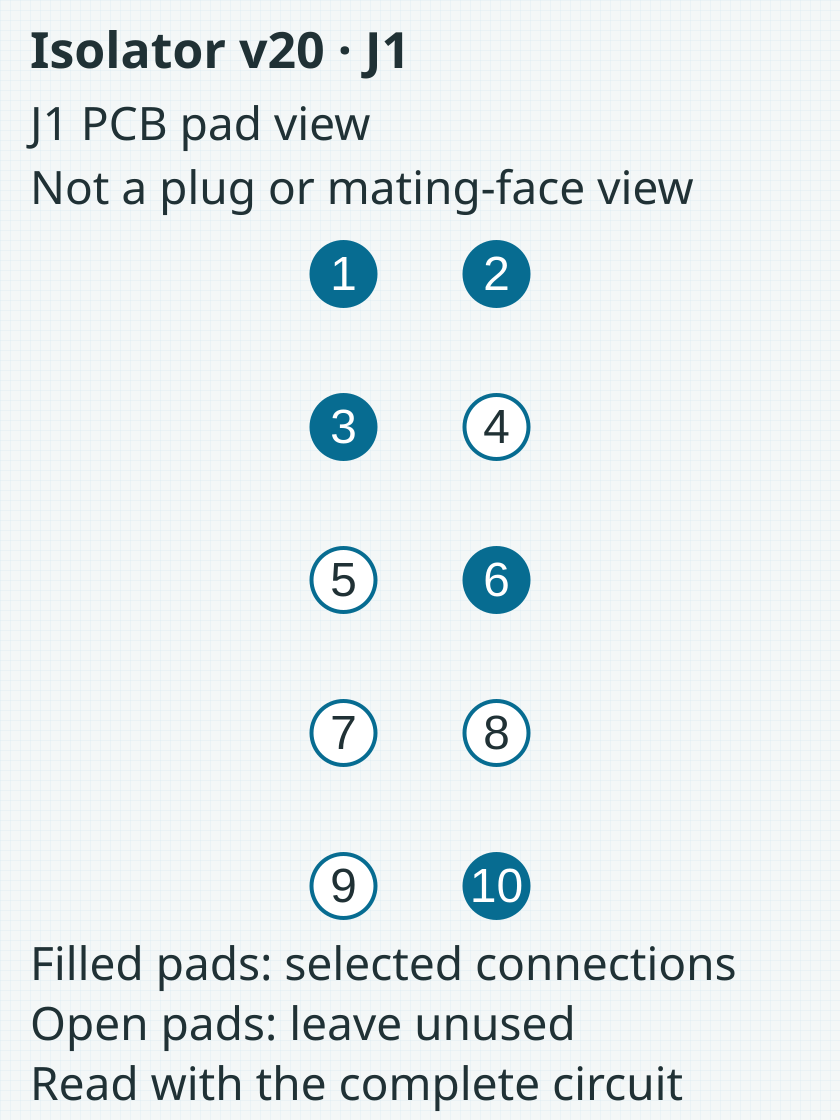 Isolator v20 · J1
J1 PCB pad view
Not a plug or mating-face view
1 2
3 4
5 6
7 8
9 10
Filled pads: selected connections
Open pads: leave unused
Read with the complete circuit